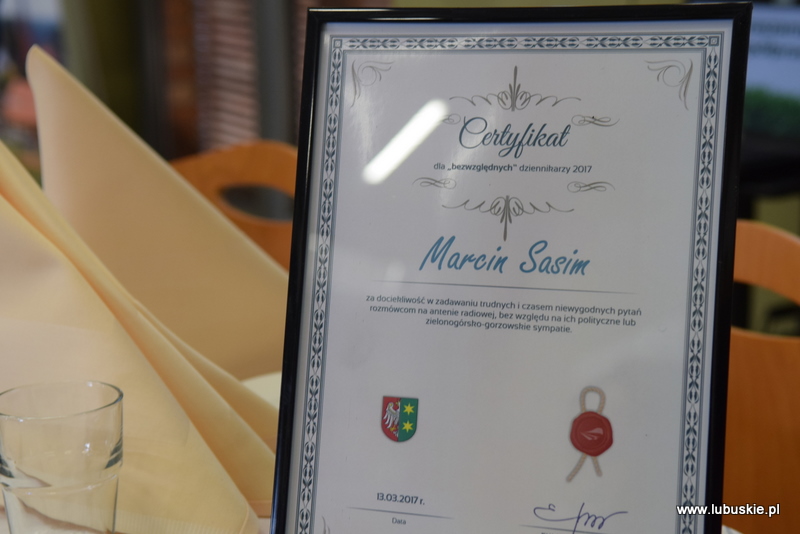 Certyfikat
dla „bezwzględnych” dziennikarzy 2017
Marcin Sasim
za dociekliwość w zadawaniu trudnych i czasem niewygodnych pytań
rozmówcom na antenie radiowej, bez względu na ich polityczne lub
zielonogórsko-gorzowskie sympatie.
13.03.2017 r.
Data
www.lubuskie.pl